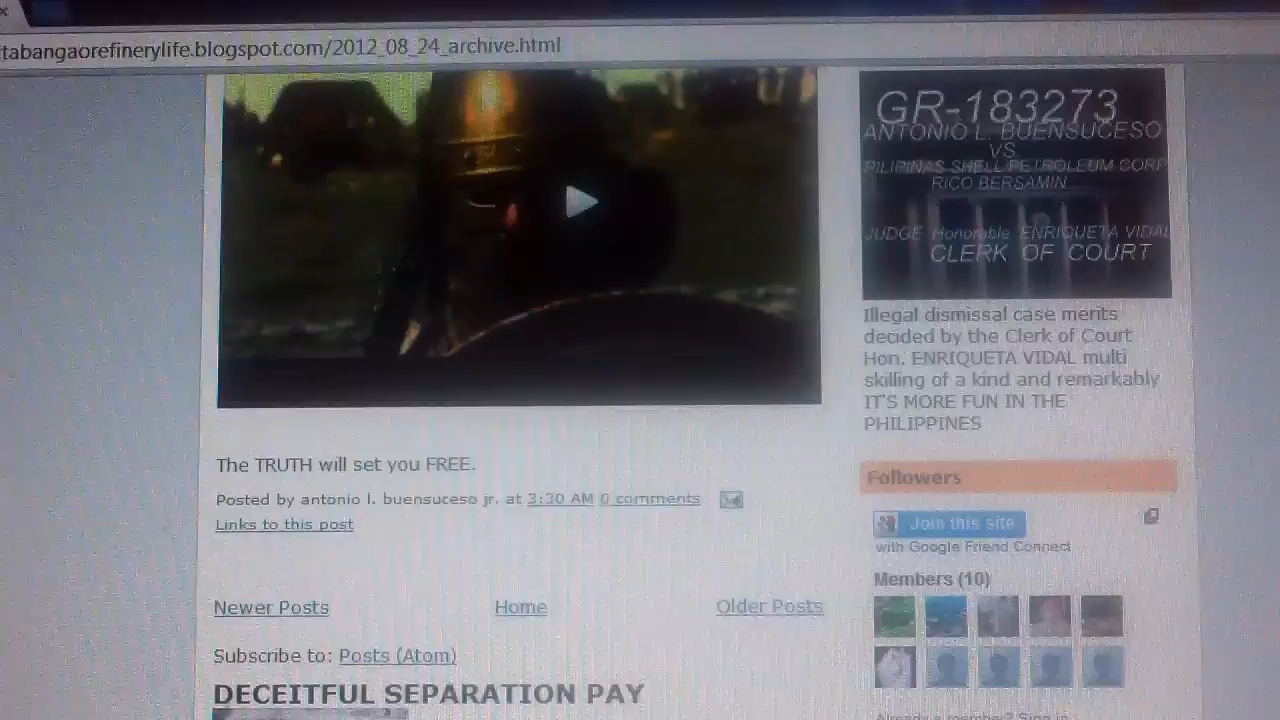 tabangaorefinerylife.blogspot.com/2012_08_24_archive.html
GR-183273
ANTONIO L. BUENSUCESO
VS
PILIPINAS SHELL PETROLEUM CORP
RICO BERSAMIN
JUDGE Honorable ENRIQUETA VIDAL
CLERK OF COURT
Illegal dismissal case merits
decided by the Clerk of Court
Hon. ENRIQUETA VIDAL multi
skilling of a kind and remarkably
IT'S MORE FUN IN THE
PHILIPPINES
The TRUTH will set you FREE.
Posted by antonio l. buensuceso jr. at 3:30 AM 0 comments
Links to this post
Newer Posts Home Older Posts
Subscribe to: Posts (Atom)
DECEITFUL SEPARATION PAY
Followers
Join this site
with Google Friend Connect
Members (10)
Already a member? Sign in